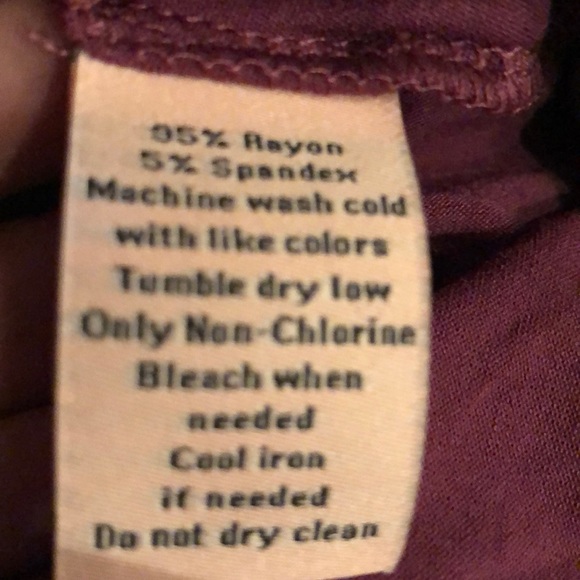 95% Rayon
5% Spandex
Machine wash cold
with like colors
Tumble dry low
Only Non-Chlorine
Bleach when
needed
Cool iron
if needed
Do not dry clean